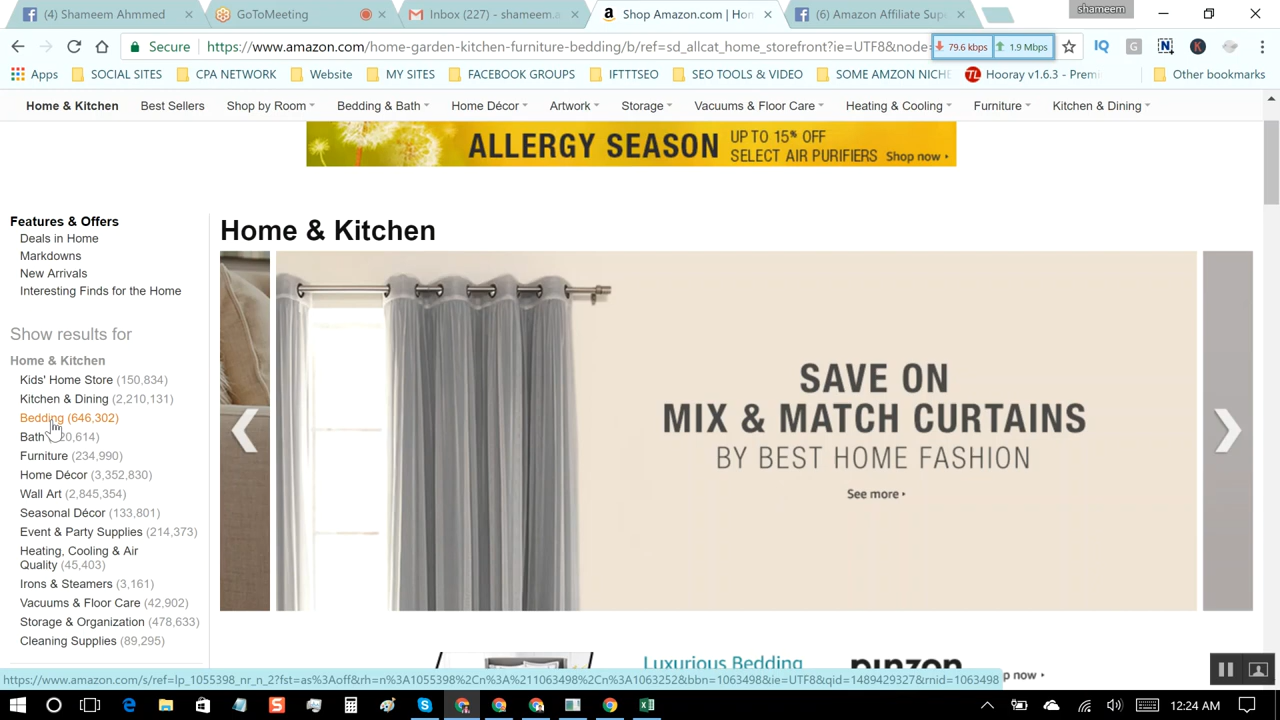 (4) Shameem Ahmmed
GoToMeeting
Inbox (227) - shameem.a
Shop Amazon.com | Hom
(6) Amazon Affiliate Sup
shameem
Secure
https://www.amazon.com/home-garden-kitchen-furniture-bedding/b/ref=sd_allcat_home_storefront?ie=UTF8&node=
79.6 kbps
1.9 Mbps
IQ
G
N
K
Apps
SOCIAL SITES
CPA NETWORK
WEBSITE
MY SITES
FACEBOOK GROUPS
IFTTTSEO
SEO TOOLS & VIDEO
SOME AMZON NICHE
TL
Hooray v1.6.3 - Premi
Other bookmarks
Home & Kitchen
Best Sellers
Shop by Room
Bedding & Bath
Home Décor
Artwork
Storage
Vacuums & Floor Care
Heating & Cooling
Furniture
Kitchen & Dining
ALLERGY SEASON
UP TO 15% OFF
SELECT AIR PURIFIERS Shop now
Features & Offers
Deals in Home
Markdowns
New Arrivals
Interesting Finds for the Home
Show results for
Home & Kitchen
Kids' Home Store (150,834)
Kitchen & Dining (2,210,131)
Bedding (646,302)
Bath 20,614)
Furniture (234,990)
Home Décor (3,352,830)
Wall Art (2,845,354)
Seasonal Décor (133,801)
Event & Party Supplies (214,373)
Heating, Cooling & Air
Quality (45,403)
Irons & Steamers (3,161)
Vacuums & Floor Care (42,902)
Storage & Organization (478,633)
Cleaning Supplies (89,295)
Home & Kitchen
SAVE ON
MIX & MATCH CURTAINS
BY BEST HOME FASHION
See more
Luxurious Bedding
pinzon
p now
https://www.amazon.com/s/ref=lp_1055398_nr_n_2?fst=as%3Aoff&rh=n%3A1055398%2Cn%3A%211063498%2Cn%3A1063252&bbn=1063498&ie=UTF8&qid=1489429327&rnid=1063498
12:24 AM